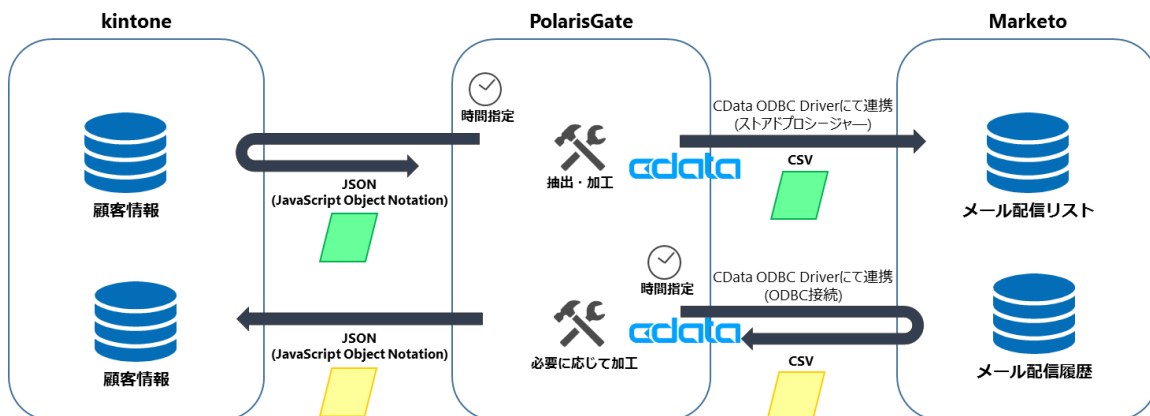 kintone
PolarisGate
Marketo
時間指定
CData ODBC Driverにて連携
(ストアドプロシージャ―)
JSON
(JavaScript Object Notation)
抽出・加工
cdata
CSV
顧客情報
メール配信リスト
時間指定
CData ODBC Driverにて連携
(ODBC接続)
JSON
(JavaScript Object Notation)
必要に応じて加工
cdata
CSV
顧客情報
メール配信履歴